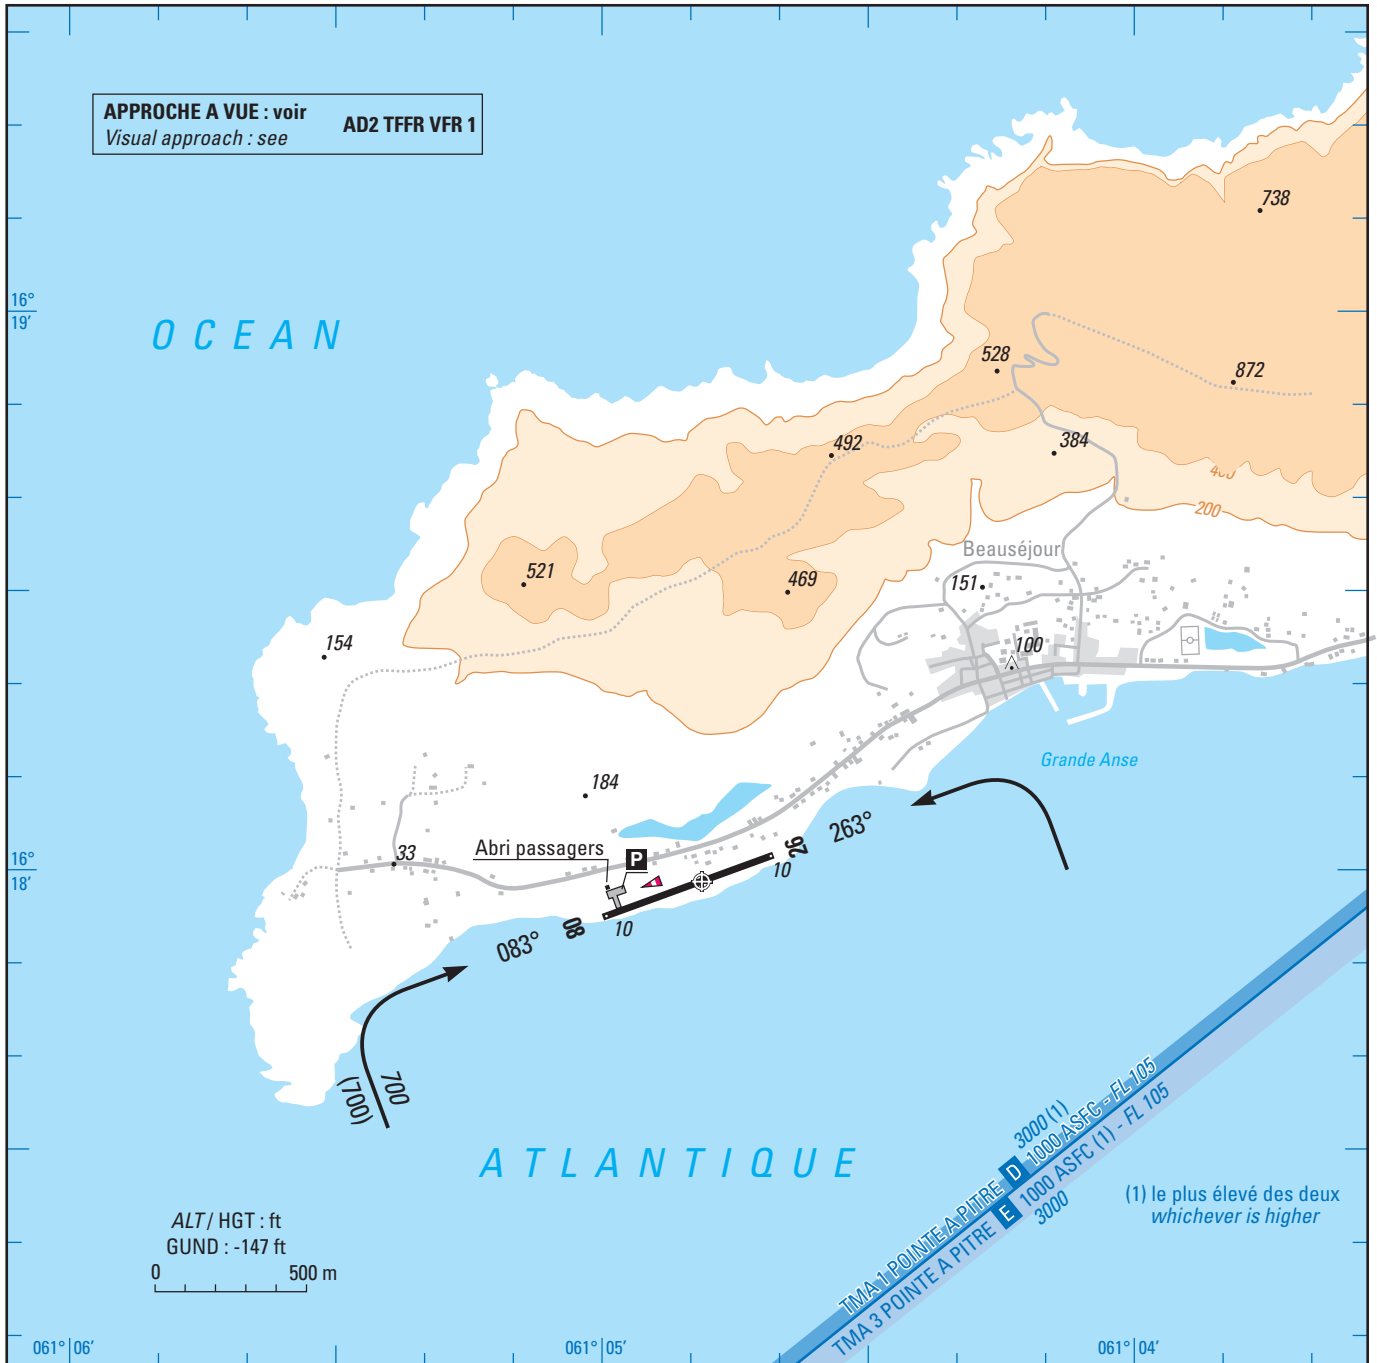 APPROCHE A VUE : voir
Visual approach : see
AD2 TFFR VFR 1
738
16°
19'
OCEAN
528
872
492
384
400
200
Beauséjour
521
469
151
154
100
Grande Anse
184
Abri passagers
P
26
263°
33
10
16°
18'
083°
08
10
700
(700)
ATLANTIQUE
3000 (1)
TMA 1 POINTE A PITRE D 1000 ASFC - FL 105
TMA 3 POINTE A PITRE E 1000 ASFC (1) - FL 105
3000
(1) le plus élevé des deux
whichever is higher
ALT / HGT : ft
GUND : -147 ft
0 500 m
061° 06'
061° 05'
061° 04'